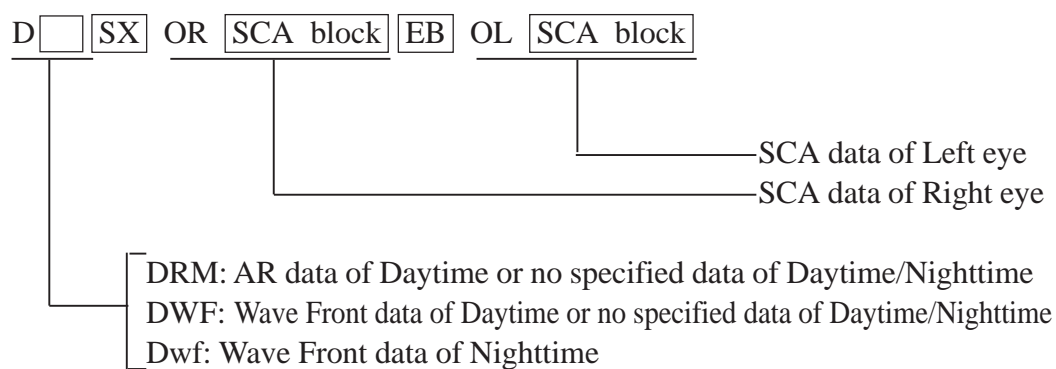 D SX OR SCA block EB OL SCA block
SCA data of Left eye
SCA data of Right eye
DRM: AR data of Daytime or no specified data of Daytime/Nighttime
DWF: Wave Front data of Daytime or no specified data of Daytime/Nighttime
Dwf: Wave Front data of Nighttime